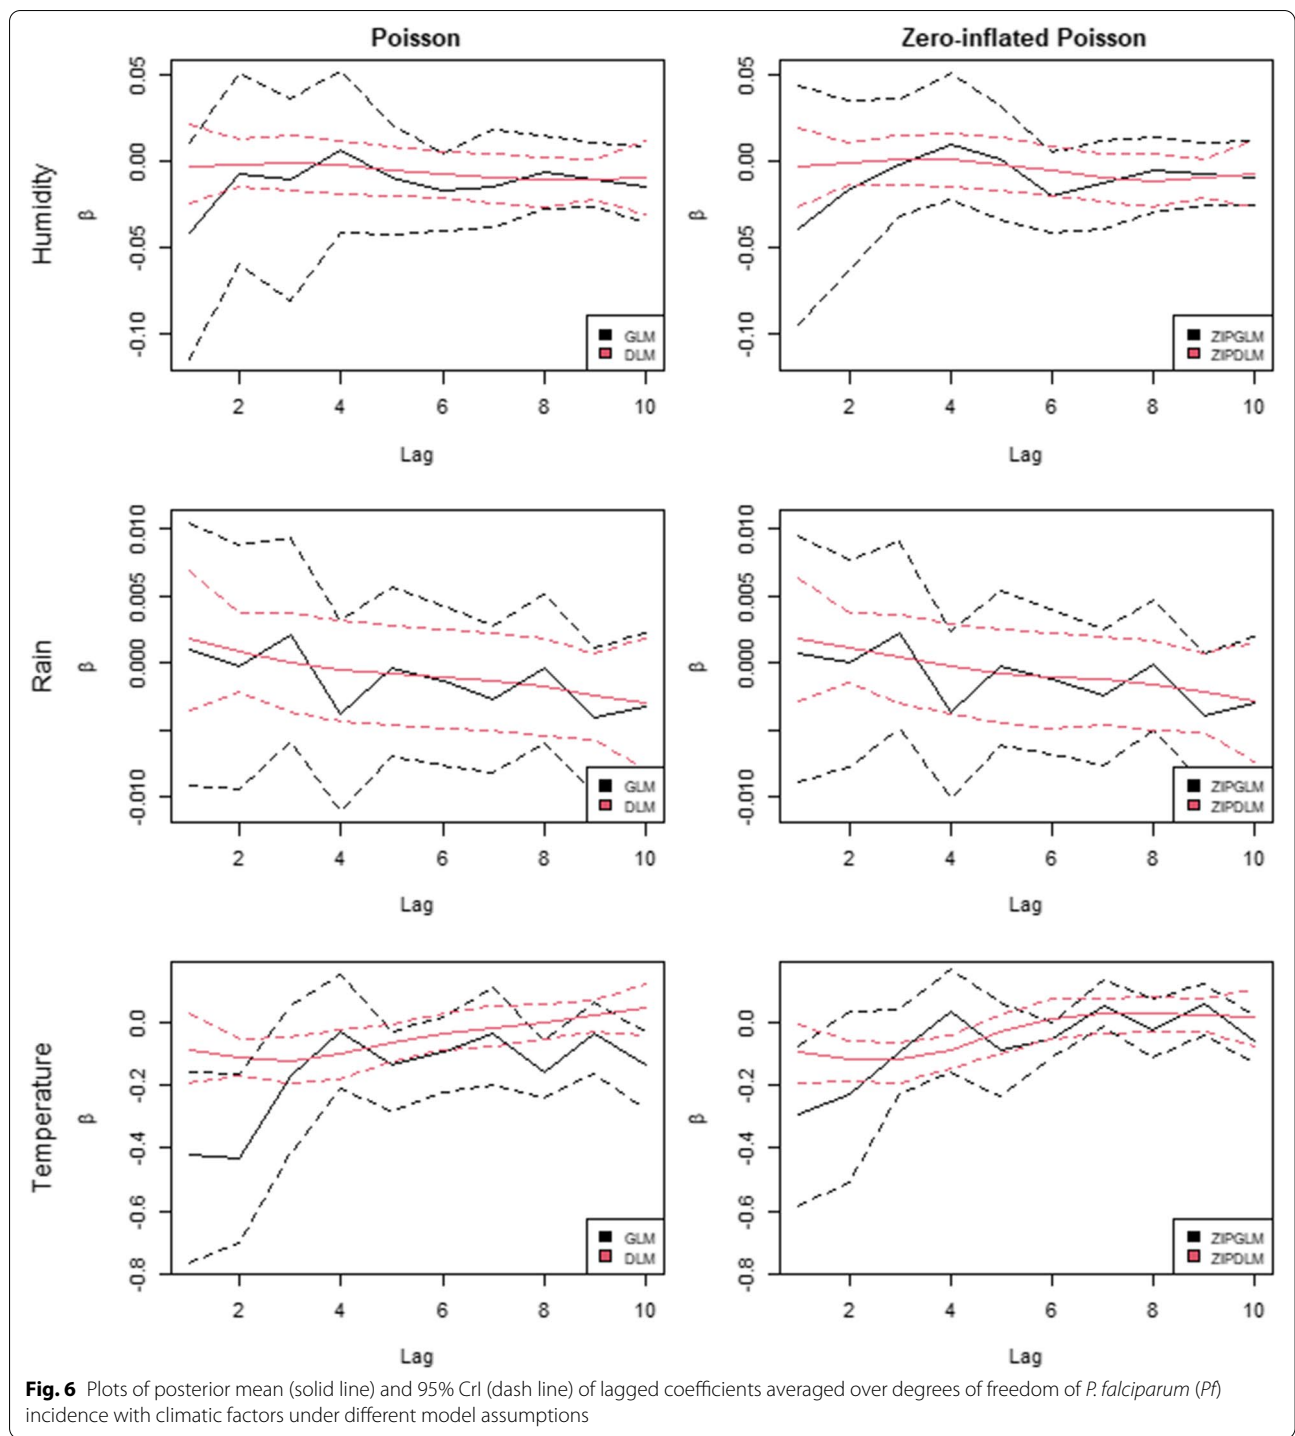 Poisson
Zero-inflated Poisson
Humidity
β
0.05
0.00
-0.05
-0.10
GLM
DLM
2 4 6 8 10
Lag
β
0.05
0.00
-0.05
-0.10
ZIPGLM
ZIPDLM
2 4 6 8 10
Lag
Rain
β
0.010
0.005
0.000
-0.010
GLM
DLM
2 4 6 8 10
Lag
β
0.010
0.005
0.000
-0.010
ZIPGLM
ZIPDLM
2 4 6 8 10
Lag
Temperature
β
0.0
-0.2
-0.4
-0.6
-0.8
GLM
DLM
2 4 6 8 10
Lag
β
0.0
-0.2
-0.4
-0.6
-0.8
ZIPGLM
ZIPDLM
2 4 6 8 10
Lag
Fig. 6 Plots of posterior mean (solid line) and 95% CrI (dash line) of lagged coefficients averaged over degrees of freedom of P. falciparum (Pf)
incidence with climatic factors under different model assumptions